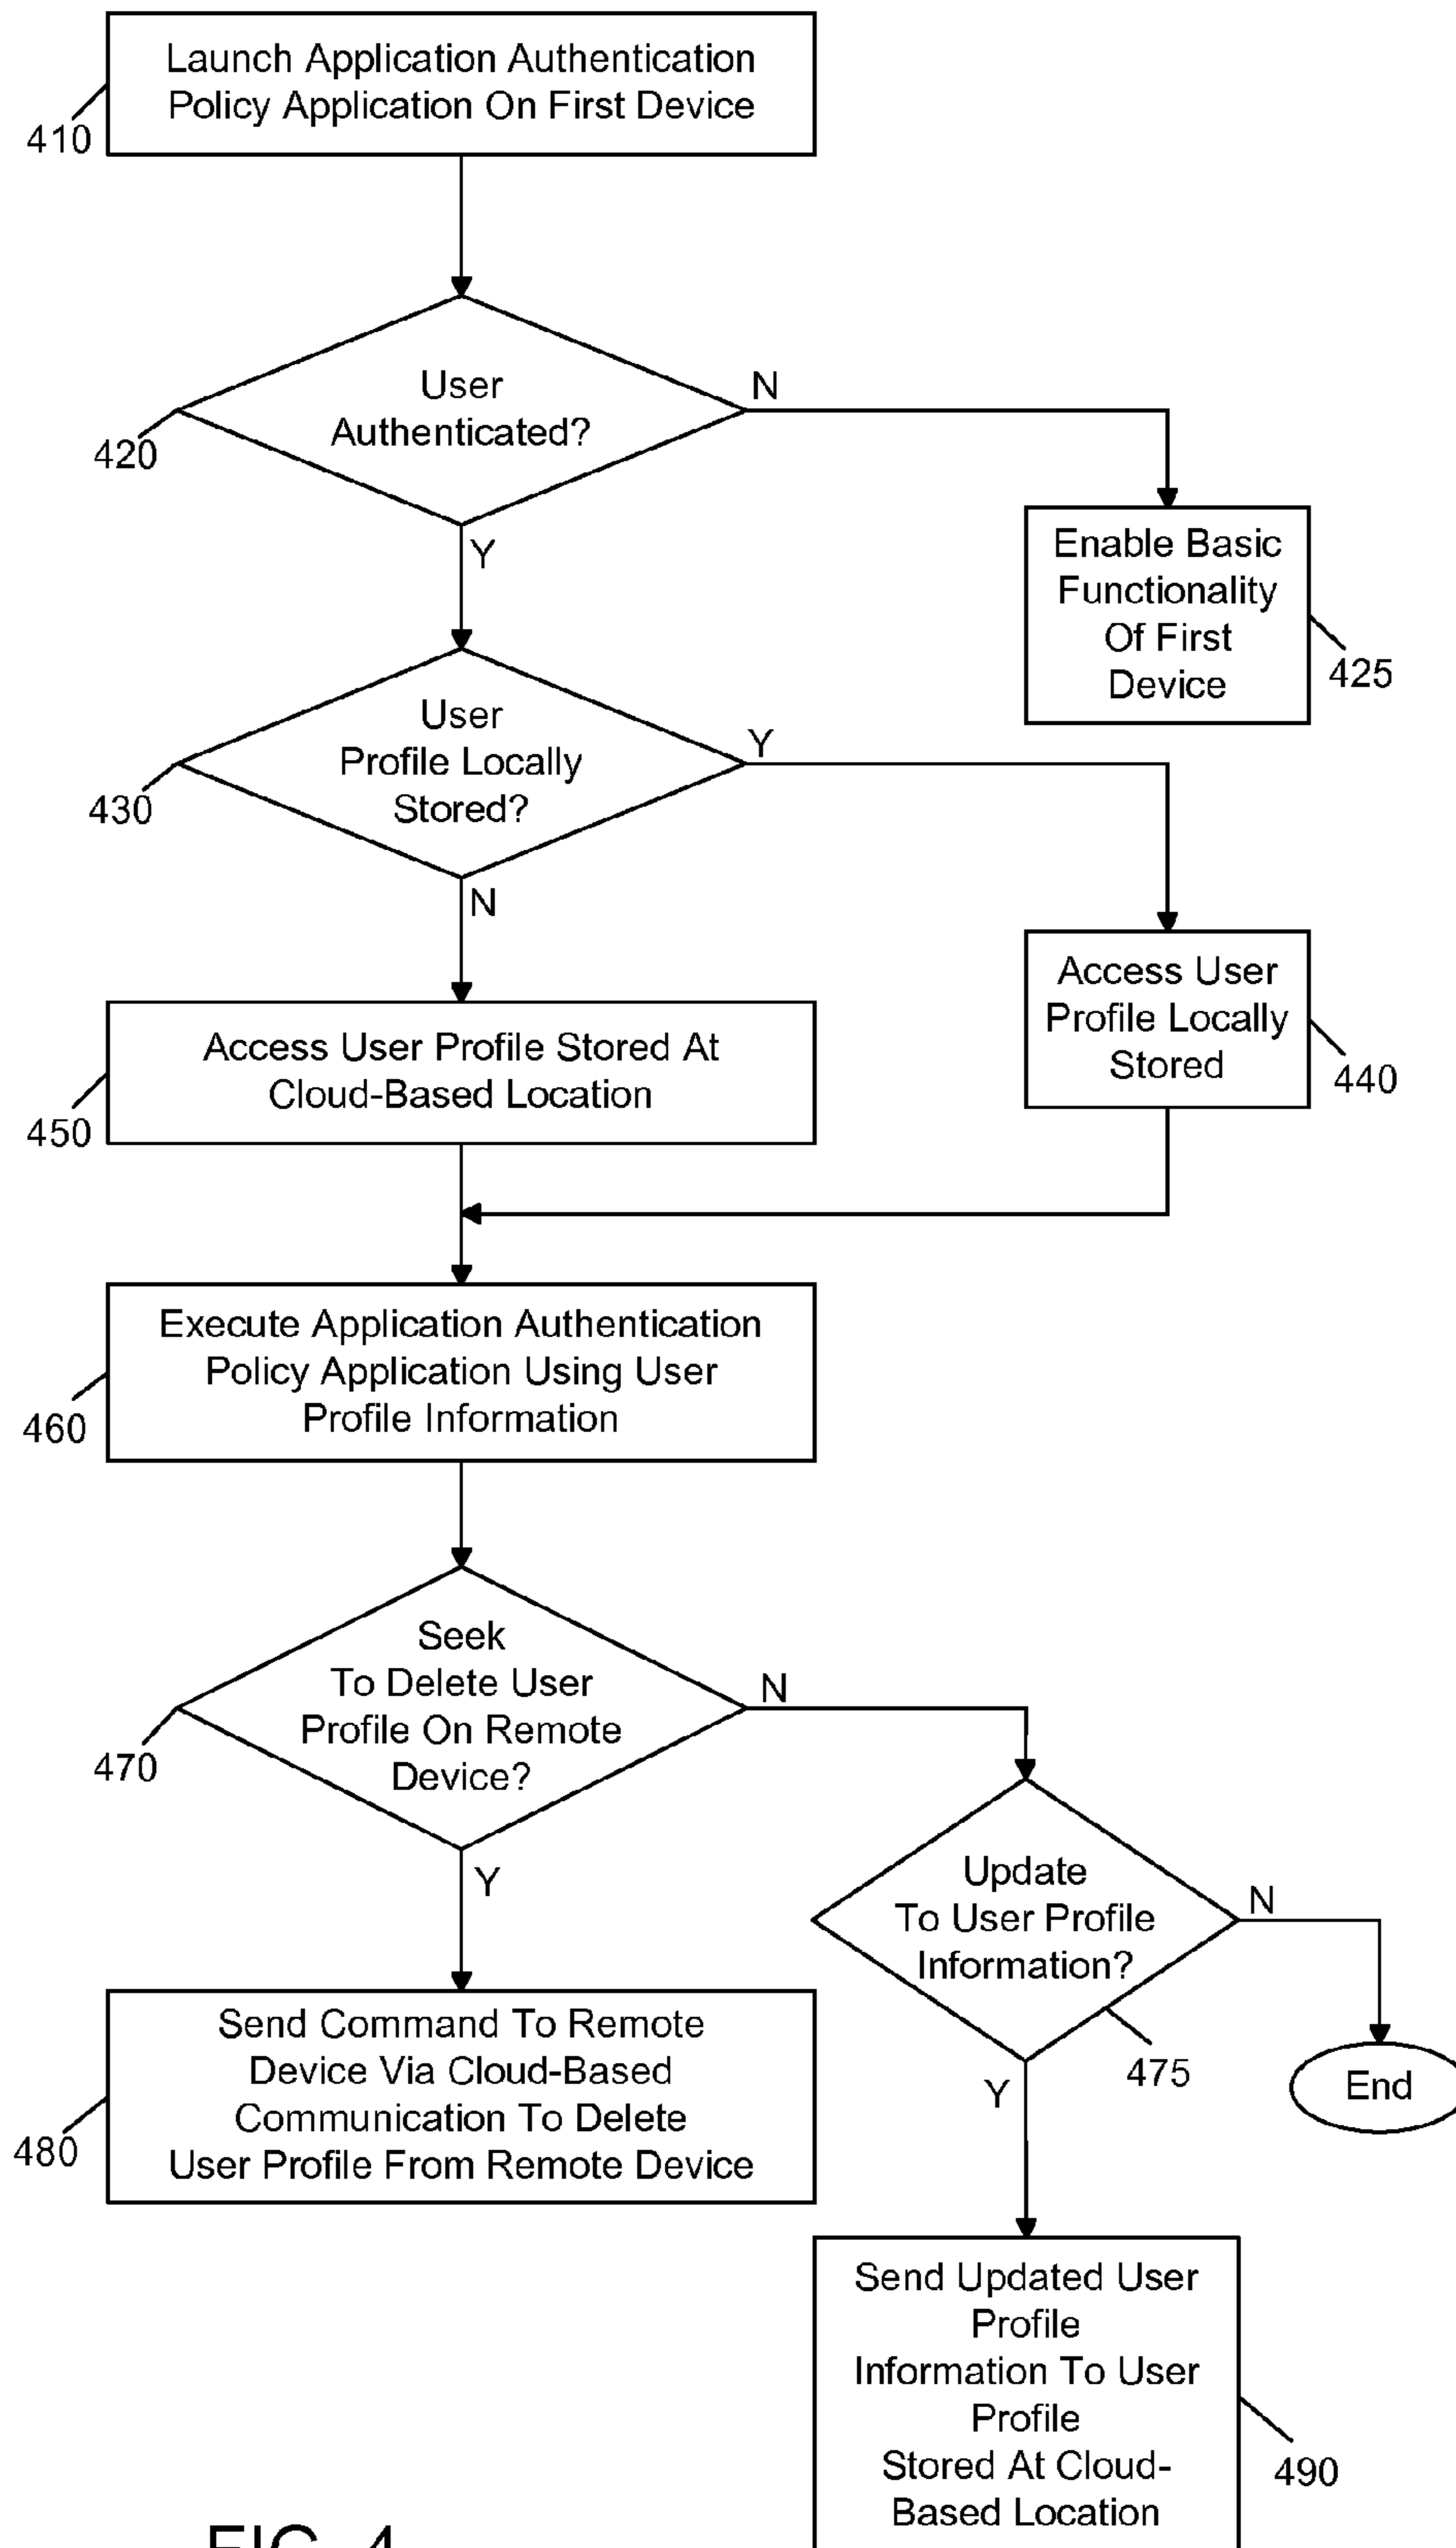 Launch Application Authentication
Policy Application On First Device
410
User
Authenticated?
N
420
Y
Enable Basic
Functionality
Of First
Device
425
User
Profile Locally
Stored?
Y
430
N
Access User
Profile Locally
Stored
440
Access User Profile Stored At
Cloud-Based Location
450
Execute Application Authentication
Policy Application Using User
Profile Information
460
Seek
To Delete User
Profile On Remote
Device?
N
470
Y
Update
To User Profile
Information?
N
475
Y
End
Send Command To Remote
Device Via Cloud-Based
Communication To Delete
User Profile From Remote Device
480
Send Updated User
Profile
Information To User
Profile
Stored At Cloud-
Based Location
490
FIG. 4